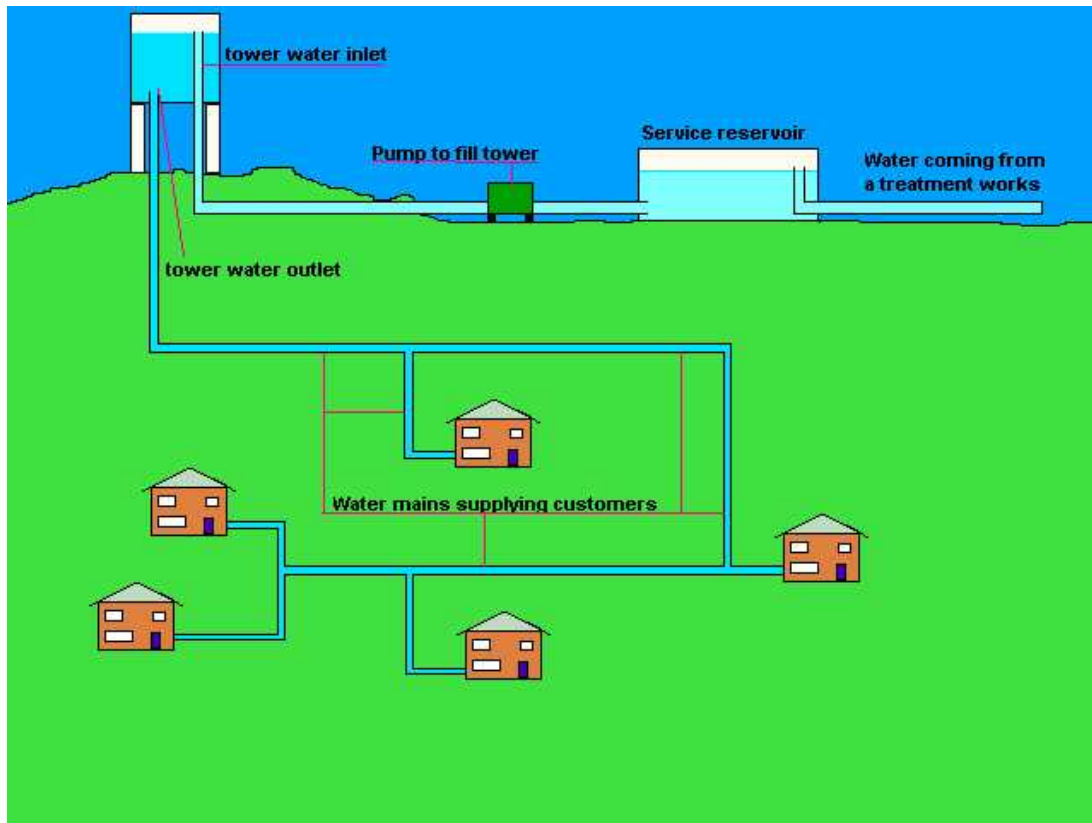 tower water inlet
Service reservoir
Pump to fill tower
Water coming from
a treatment works
tower water outlet
Water mains supplying customers